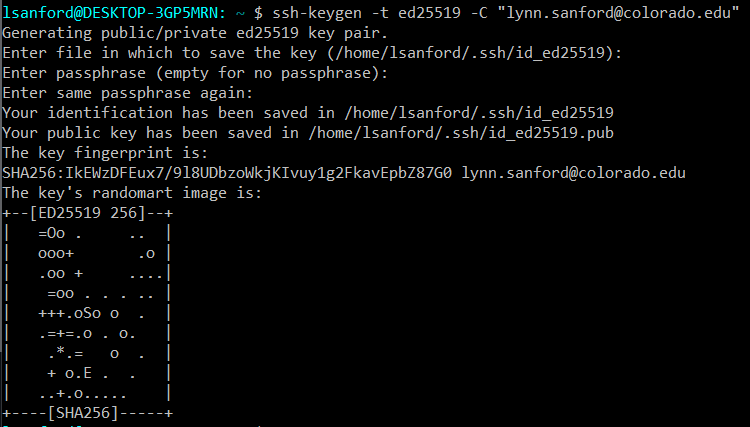 lsanford@DESKTOP-3GP5MRN: ~ $ ssh-keygen -t ed25519 -C "lynn.sanford@colorado.edu"
Generating public/private ed25519 key pair.
Enter file in which to save the key (/home/lsanford/.ssh/id_ed25519):
Enter passphrase (empty for no passphrase):
Enter same passphrase again:
Your identification has been saved in /home/lsanford/.ssh/id_ed25519
Your public key has been saved in /home/lsanford/.ssh/id_ed25519.pub
The key fingerprint is:
SHA256:IkEWzDFEux7/9l8UDbzoWkjKIvuy1g2FkavEpbZ87G0 lynn.sanford@colorado.edu
The key's randomart image is:
+--[ED25519 256]--+
|   =Oo .     ..  |
|   ooo+       .o |
|   .oo +     ....|
|    =oo . . . .. |
|   +++.oSo o  .  |
|   .=+=.o . o.   |
|    .*.=   o  .  |
|    + o.E .  .   |
|   ..+.o.....    |
+----[SHA256]-----+